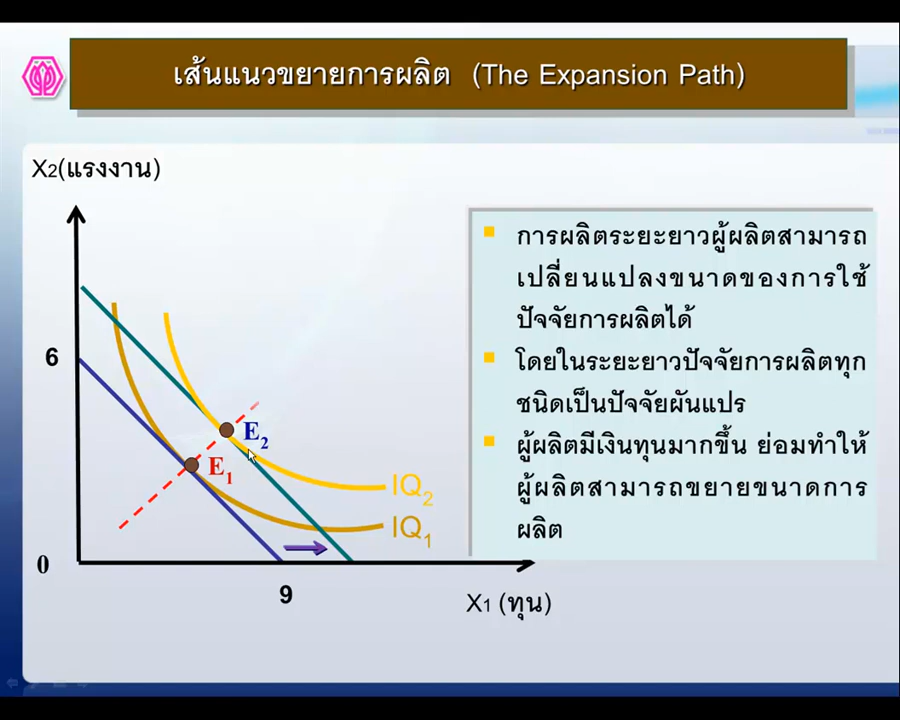 เส้นแนวขยายการผลิต (The Expansion Path)
X2(แรงงาน)
6
E2
E1
IQ2
IQ1
0
9
X1 (ทุน)
การผลิตระยะยาวผู้ผลิตสามารถ
เปลี่ยนแปลงขนาดของการใช้
ปัจจัยการผลิตได้
โดยในระยะยาวปัจจัยการผลิตทุก
ชนิดเป็นปัจจัยผันแปร
ผู้ผลิตมีเงินทุนมากขึ้น ย่อมทำให้
ผู้ผลิตสามารถขยายขนาดการ
ผลิต